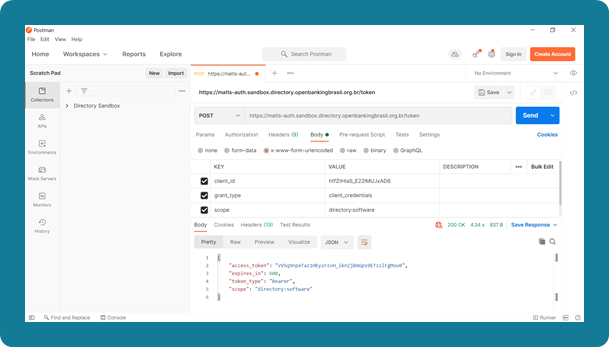 Postman
File Edit View Help
Home Workspaces Reports Explore Search Postman Sign In Create Account
Scratch Pad New Import POST https://matls-aut... No Environment
Collections
Directory Sandbox
APIs
Environments
Mock Servers
Monitors
History
https://matls-auth.sandbox.directory.openbankingbrasil.org.br/token Save
POST https://matls-auth.sandbox.directory.openbankingbrasil.org.br/token Send
Params Authorization Headers (9) Body Pre-request Script Tests Settings Cookies
none form-data x-www-form-urlencoded raw binary GraphQL
KEY VALUE DESCRIPTION Bulk Edit
client_id
grant_type client_credentials
scope directory:software
Body Cookies Headers (19) Test Results 200 OK 4.34 s 837 B Save Response
Pretty Raw Preview Visualize JSON
1 {
2 "access_token":
3 "expires_in": 600,
4 "token_type": "Bearer",
5 "scope": "directory:software"
6 }
Find and Replace Console Runner